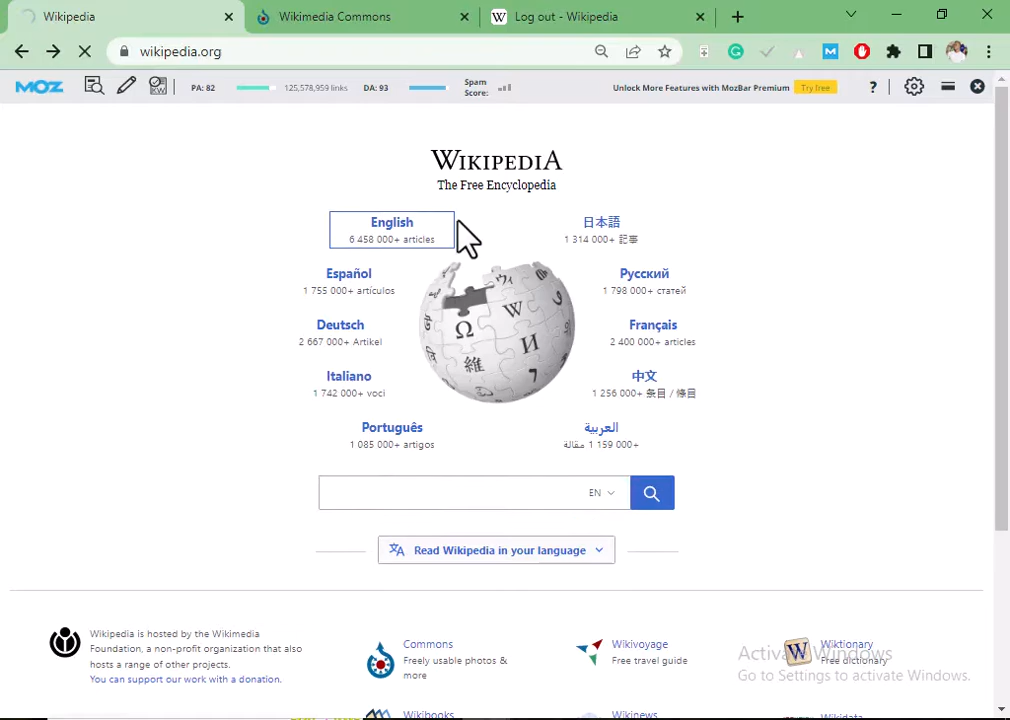 Wikipedia
Wikimedia Commons
Log out - Wikipedia
wikipedia.org
MOZ
PA: 82
125,578,959 links
DA: 93
Spam
Score:
Unlock More Features with MozBar Premium
Try free
?
WIKIPEDIA
The Free Encyclopedia
English
6 458 000+ articles
日本語
1 314 000+ 記事
Español
1 755 000+ artículos
Русский
1 798 000+ статей
Deutsch
2 667 000+ Artikel
Français
2 400 000+ articles
Italiano
1 742 000+ voci
中文
1 256 000+ 条目 / 條目
Português
1 085 000+ artigos
العربية
1 159 000+ مقالة
EN
Read Wikipedia in your language
Wikipedia is hosted by the Wikimedia
Foundation, a non-profit organization that also
hosts a range of other projects.
You can support our work with a donation.
Commons
Freely usable photos &
more
Wikivoyage
Free travel guide
Wiktionary
Free dictionary
Activate Windows
Go to Settings to activate Windows.
Wikibooks
Wikinews
Wikidata